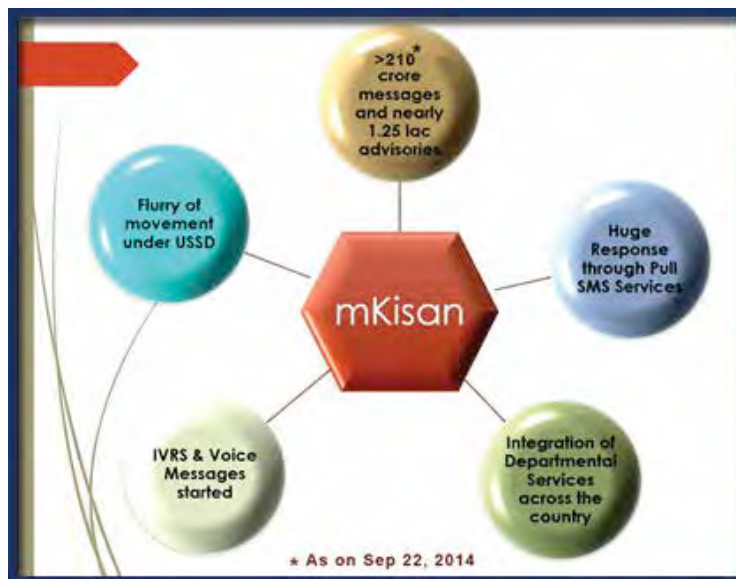 >210*
crore
messages
and nearly
1.25 lac
advisories.
Flurry of
movement
under USSD
Huge
Response
through Pull
SMS Services
mKisan
IVRS & Voice
Messages
started
Integration of
Departmental
Services
across the
country
* As on Sep 22, 2014